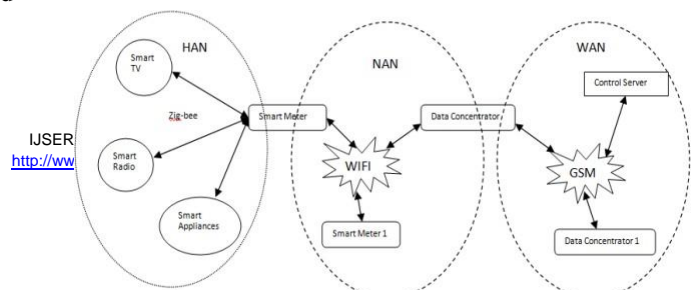 HAN
NAN
WAN
Smart
TV
Control Server
Zig-bee
Smart Meter
Data Concentrator
IJSER
http://ww
Smart
Radio
WIFI
GSM
Smart
Appliances
Smart Meter 1
Data Concentrator 1